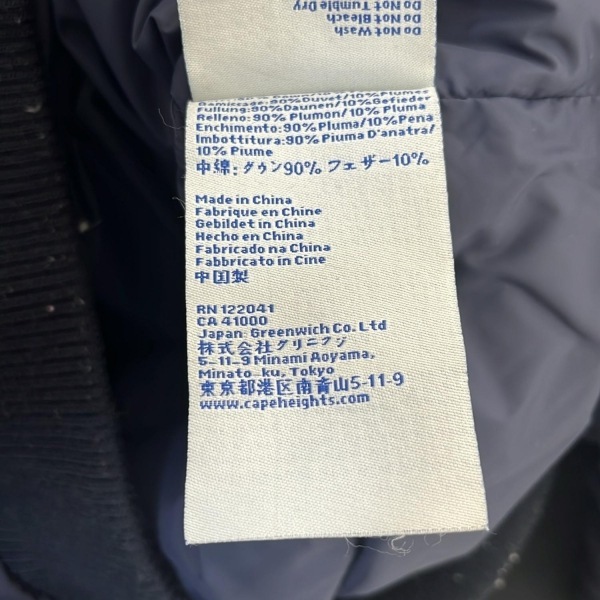 Do Not Wash
Do Not Bleach
Do Not Tumble Dry
Garnissage:90%Duvet/10%Plumes
Füllung:90%Daunen/10%Gefieder
Relleno:90% Plumon/10% Pluma
Enchimento:90%Pluma/10%Pena
Imbottitura:90%Piuma D'anatra/
10% Piume
中綿:ダウン90% フェザー10%
Made in China
Fabrique en Chine
Gebildet in China
Hecho en China
Fabricado na China
Fabbricato in Cine
中国製
RN 122041
CA 41000
Japan: Greenwich Co. Ltd
株式会社グリニクジ
5-11-9 Minami Aoyama,
Minato_ku, Tokyo
東京都港区南青山5-11-9
www.capeheights.com